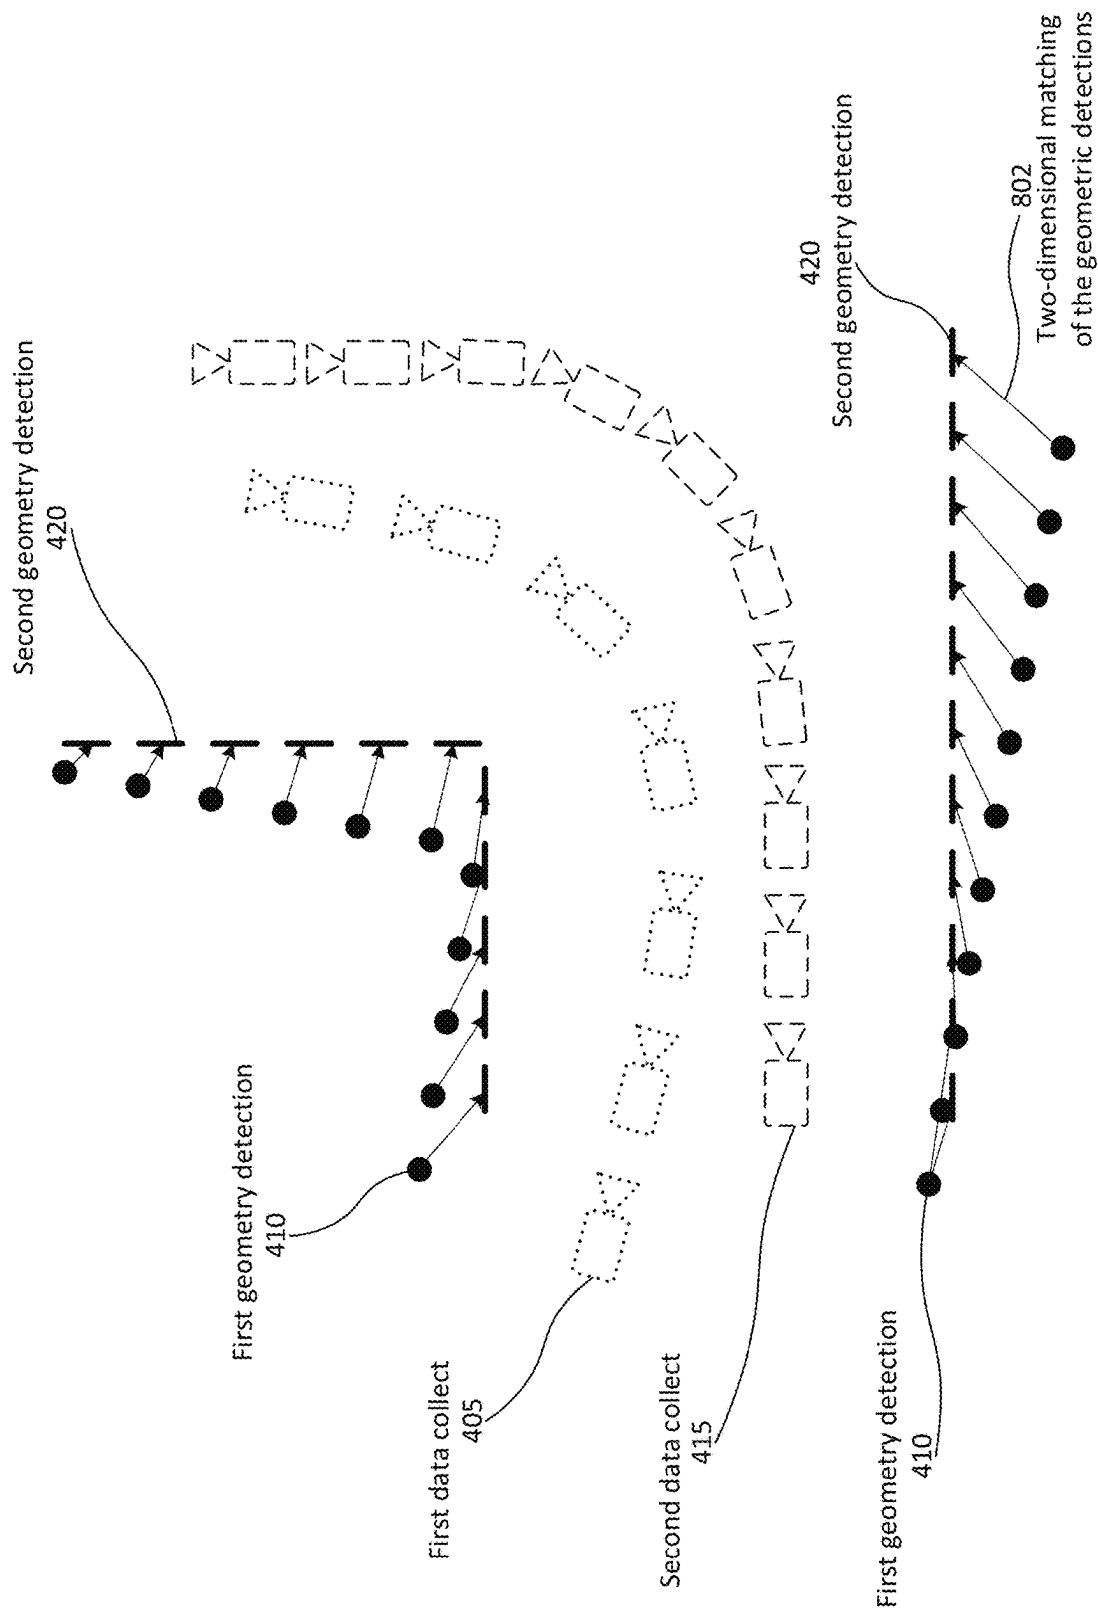 Second geometry detection
420
First geometry detection
410
First data collect
405
Second data collect
415
First geometry detection
410
420
Second geometry detection
802
Two-dimensional matching
of the geometric detections